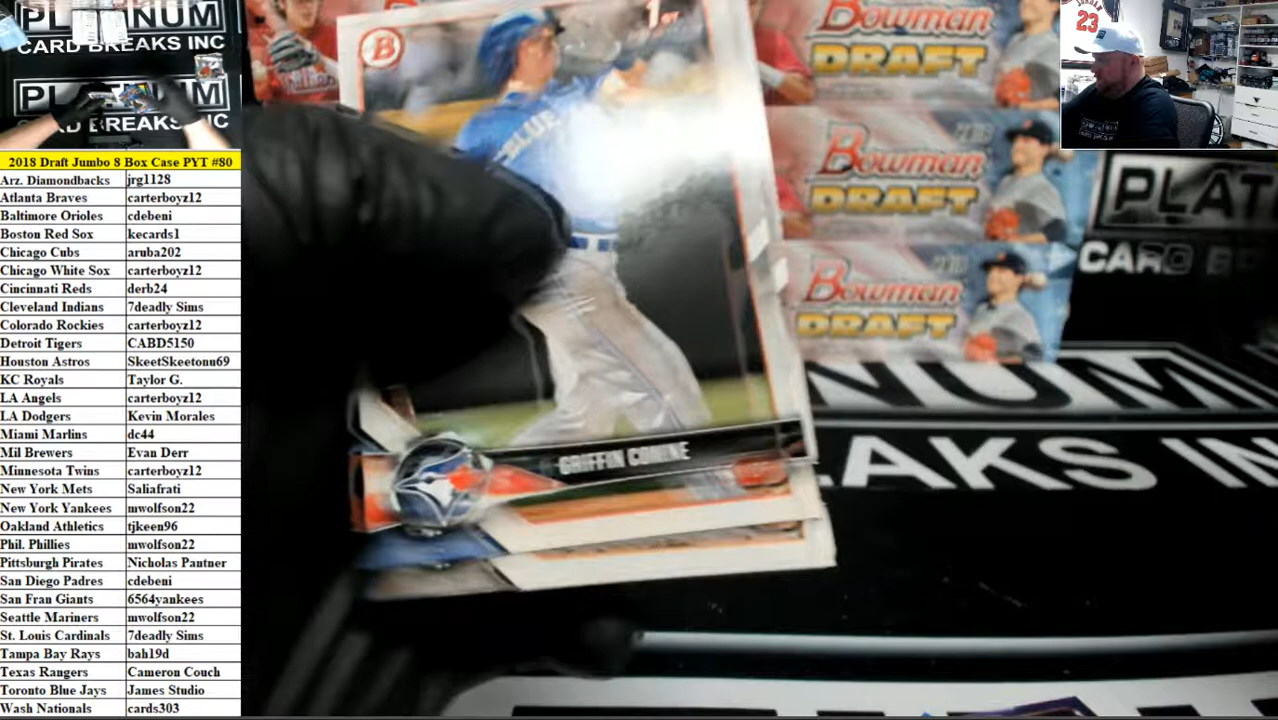 PLATINUM
CARD BREAKS INC
PLATINUM
CARD BREAKS INC
2018 Draft Jumbo 8 Box Case PYT #80
Arz. Diamondbacks jrg1128
Atlanta Braves carterboyz12
Baltimore Orioles cdebeni
Boston Red Sox kecards1
Chicago Cubs aruba202
Chicago White Sox carterboyz12
Cincinnati Reds derb24
Cleveland Indians 7deadly Sims
Colorado Rockies carterboyz12
Detroit Tigers CABD5150
Houston Astros SkeetSkeetonu69
KC Royals Taylor G.
LA Angels carterboyz12
LA Dodgers Kevin Morales
Miami Marlins dc44
Mil Brewers Evan Derr
Minnesota Twins carterboyz12
New York Mets Saliafrati
New York Yankees mwolfson22
Oakland Athletics tjkeen96
Phil. Phillies mwolfson22
Pittsburgh Pirates Nicholas Pantner
San Diego Padres cdebeni
San Fran Giants 6564yankees
Seattle Mariners mwolfson22
St. Louis Cardinals 7deadly Sims
Tampa Bay Rays bah19d
Texas Rangers Cameron Couch
Toronto Blue Jays James Studio
Wash Nationals cards303
B
1ST
BLUE
GRIFFIN CONINE
Bowman
DRAFT
Bowman
DRAFT
Bowman
DRAFT
PLAT
CARD B
NUM
AKS IN
23